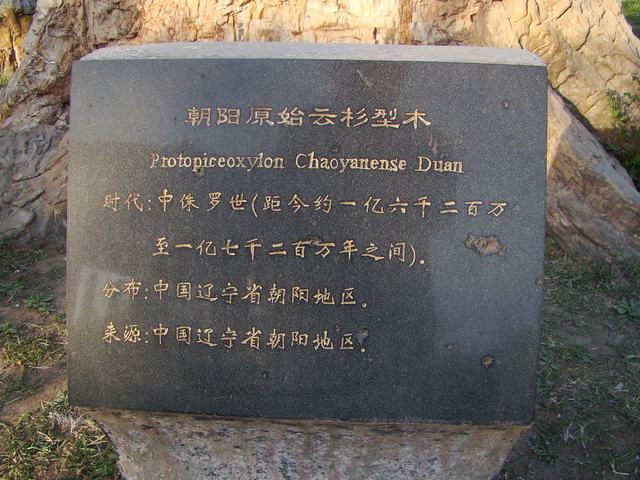 朝阳原始云杉型木
Protopiceoxylon Chaoyanense Duan
时代:中侏罗世(距今约一亿六千二百万
至一亿七千二百万年之间)。
分布:中国辽宁省朝阳地区。
来源:中国辽宁省朝阳地区。